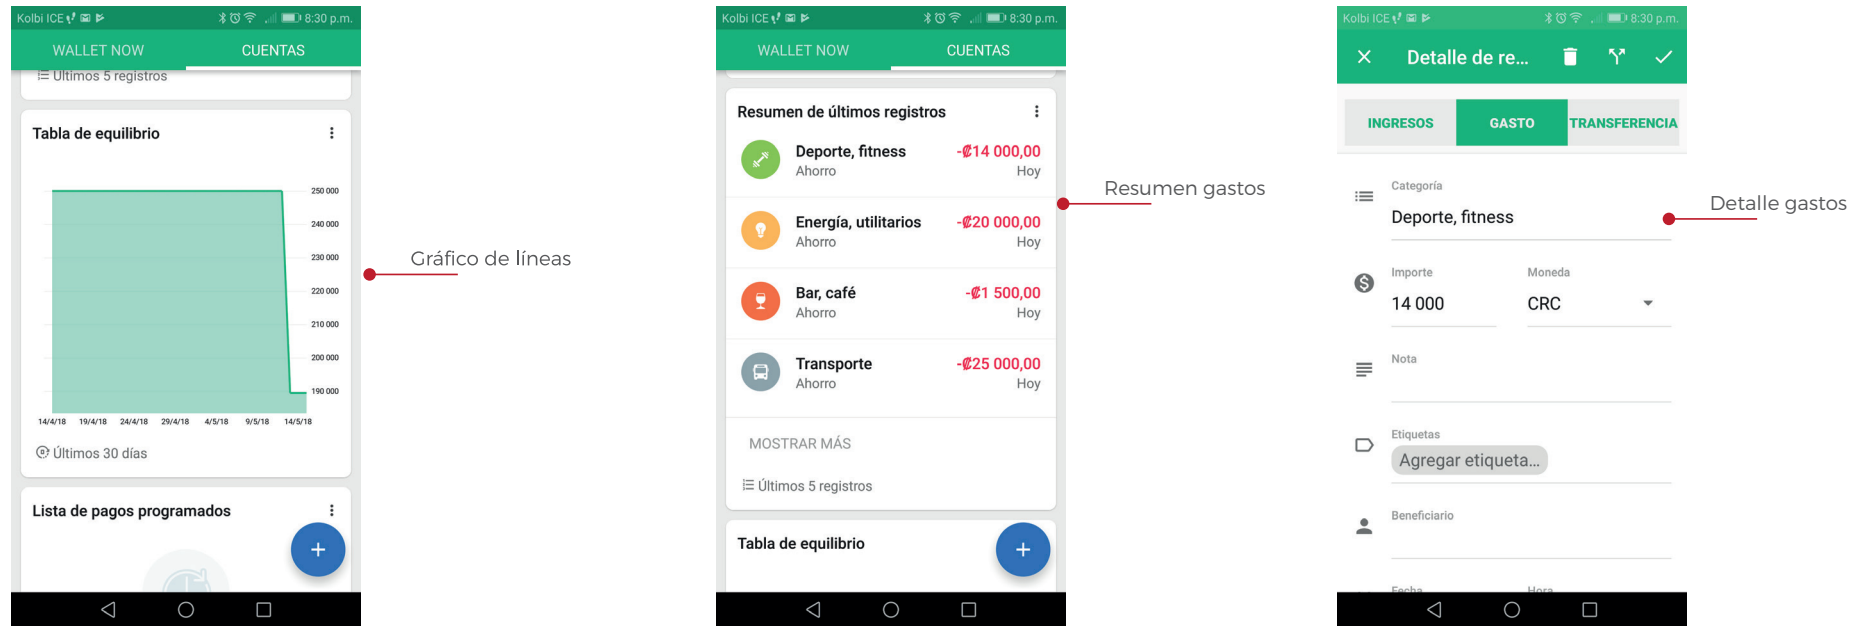 Kolbi ICE 8:30 p.m.
WALLET NOW CUENTAS
Últimos 5 registros
Tabla de equilibrio
250 000
240 000
230 000
220 000
210 000
200 000
190 000
14/4/18 19/4/18 24/4/18 29/4/18 4/5/18 9/5/18 14/5/18
Últimos 30 días
Lista de pagos programados
+
Gráfico de líneas
Kolbi ICE 8:30 p.m.
WALLET NOW CUENTAS
Resumen de últimos registros
Deporte, fitness -₡14 000,00
Ahorro Hoy
Energía, utilitarios -₡20 000,00
Ahorro Hoy
Bar, café -₡1 500,00
Ahorro Hoy
Transporte -₡25 000,00
Ahorro Hoy
MOSTRAR MÁS
Últimos 5 registros
Tabla de equilibrio
+
Resumen gastos
Kolbi ICE 8:30 p.m.
Detalle de re...
INGRESOS GASTO TRANSFERENCIA
Categoría
Deporte, fitness
Importe Moneda
14 000 CRC
Nota
Etiquetas
Agregar etiqueta...
Beneficiario
Fecha Hora
Detalle gastos